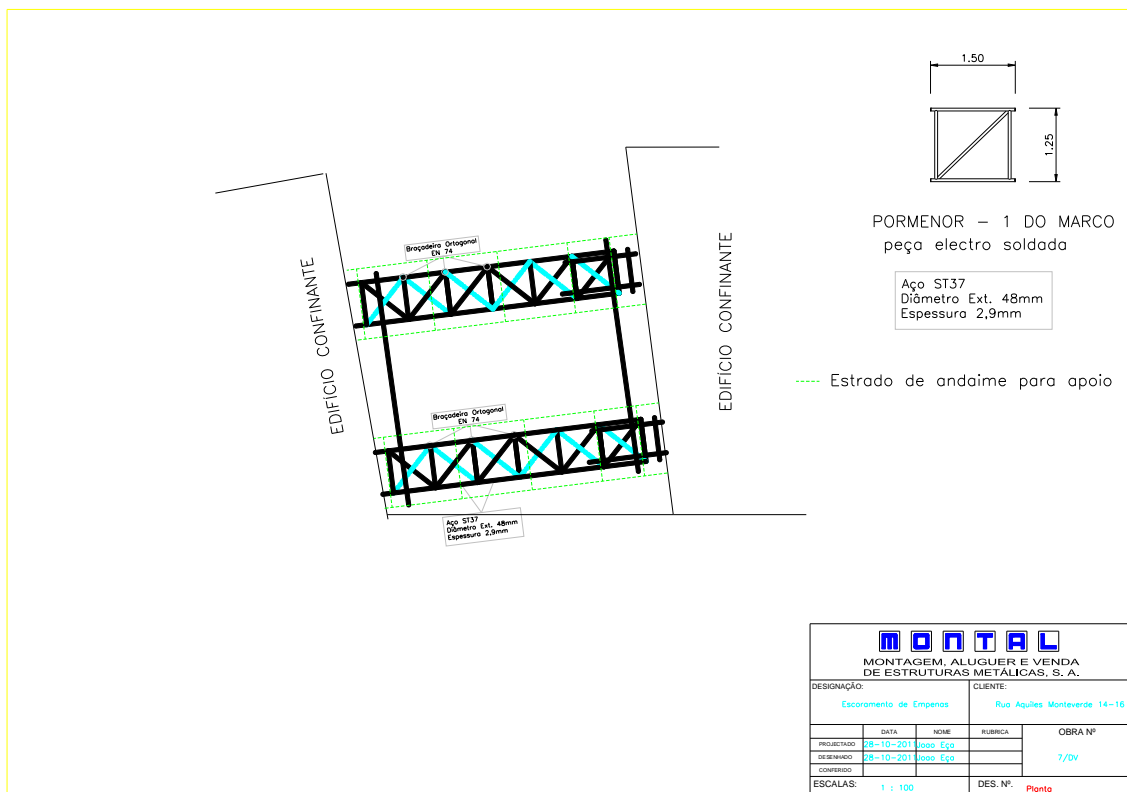 1.50
1.25
PORMENOR – 1 DO MARCO
peça electro soldada
Aço ST37
Diâmetro Ext. 48mm
Espessura 2,9mm
Estrado de andaime para apoio
Braçadeira Ortogonal
EN 74
EDIFÍCIO CONFINANTE
EDIFÍCIO CONFINANTE
Braçadeira Ortogonal
EN 74
Aço ST37
Diâmetro Ext. 48mm
Espessura 2,9mm
MONTAL
MONTAGEM, ALUGUER E VENDA
DE ESTRUTURAS METÁLICAS, S. A.
DESIGNAÇÃO:
Escoramento de Empenas
CLIENTE:
Rua Aquiles Monteverde 14-16
DATA NOME RUBRICA OBRA Nº
PROJECTADO 28-10-2011 Joao Eça
DESENHADO 28-10-2011 Joao Eça
7/DV
CONFERIDO
ESCALAS: 1 : 100
DES. Nº. Planta